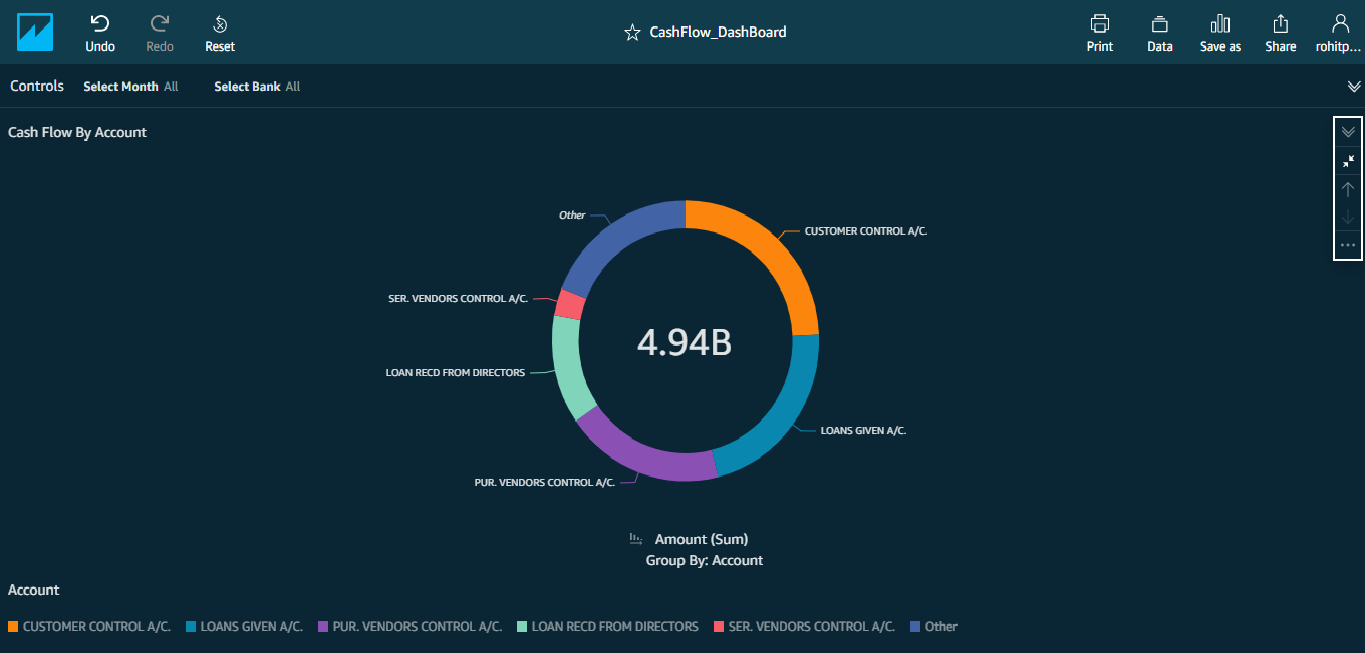 Undo Redo Reset CashFlow_DashBoard Print Data Save as Share rohitp...
Controls Select Month All Select Bank All
Cash Flow By Account
Other
CUSTOMER CONTROL A/C.
SER. VENDORS CONTROL A/C.
4.94B
LOAN RECD FROM DIRECTORS
LOANS GIVEN A/C.
PUR. VENDORS CONTROL A/C.
Amount (Sum)
Group By: Account
Account
CUSTOMER CONTROL A/C. LOANS GIVEN A/C. PUR. VENDORS CONTROL A/C. LOAN RECD FROM DIRECTORS SER. VENDORS CONTROL A/C. Other